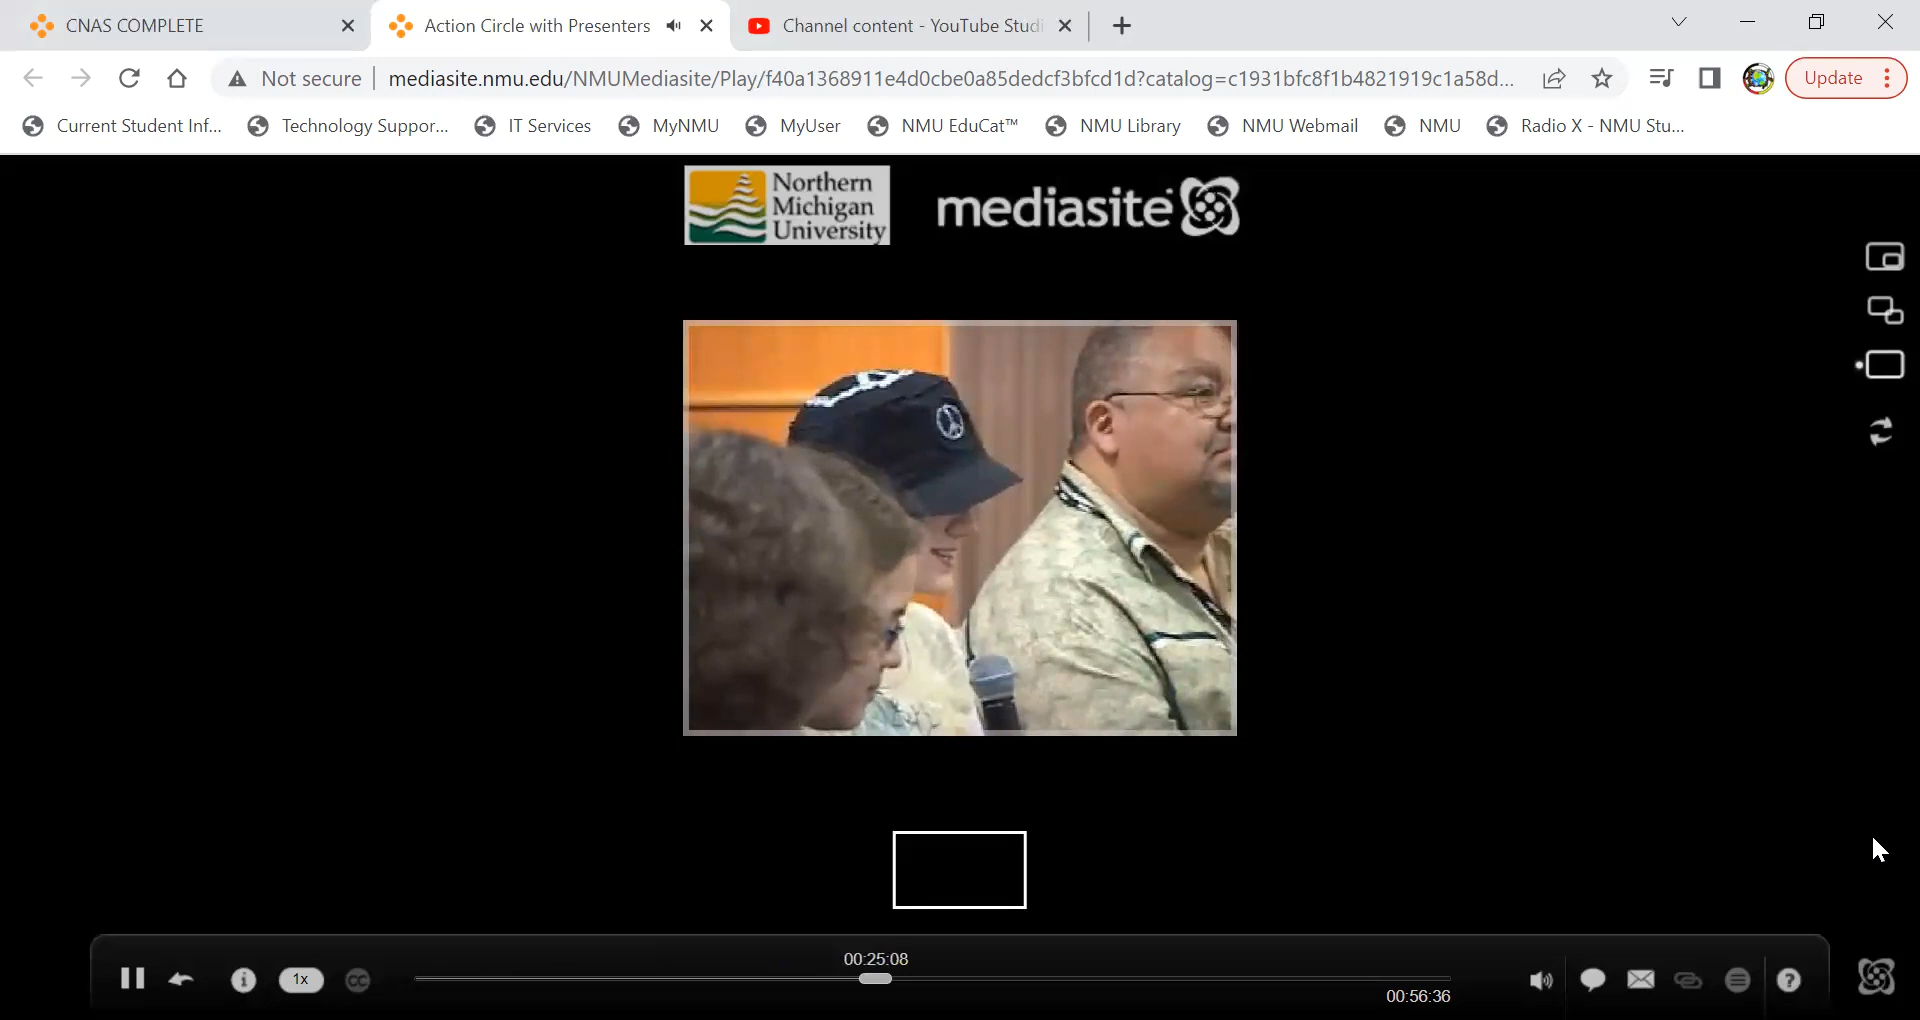 CNAS COMPLETE
Action Circle with Presenters
Channel content - YouTube Studi
Not secure
mediasite.nmu.edu/NMUMediasite/Play/f40a1368911e4d0cbe0a85dedcf3bfcd1d?catalog=c1931bfc8f1b4821919c1a58d...
Update
Current Student Inf...
Technology Suppor...
IT Services
MyNMU
MyUser
NMU EduCat™
NMU Library
NMU Webmail
NMU
Radio X - NMU Stu...
Northern
Michigan
University
mediasite
00:25:08
1x
CC
00:56:36